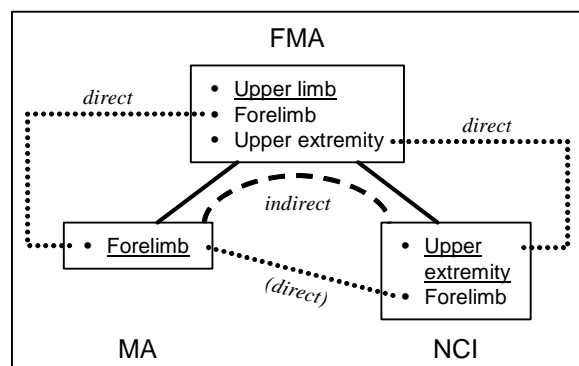 FMA
• Upper limb
• Forelimb
• Upper extremity
direct
direct
indirect
• Forelimb
(direct)
• Upper
extremity
• Forelimb
MA
NCI